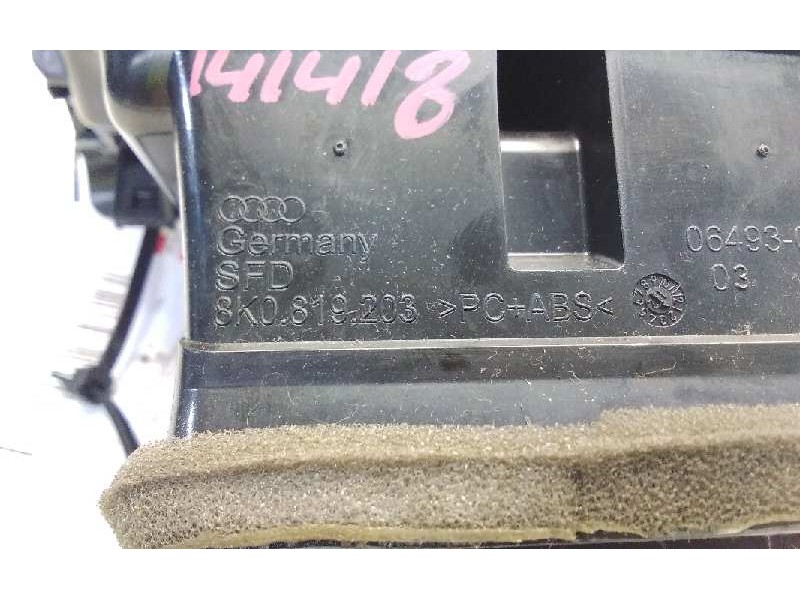 141418
Germany
SFD
8K0.819.203 >PC+ABS<
06493-
03